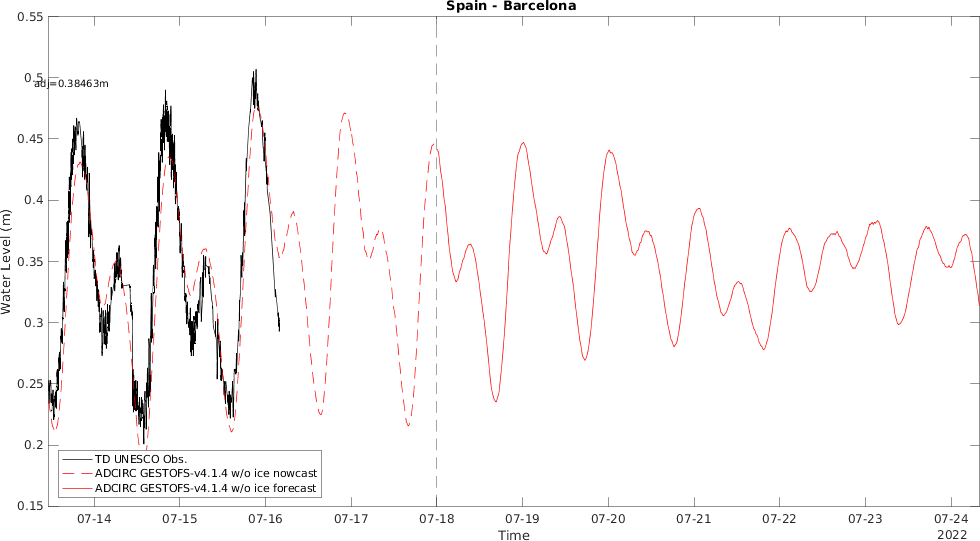 Spain - Barcelona
0.55
0.5
adj=0.38463m
0.45
0.4
0.35
0.3
0.25
0.2
0.15
Water Level (m)
TD UNESCO Obs.
ADCIRC GESTOFS-v4.1.4 w/o ice nowcast
ADCIRC GESTOFS-v4.1.4 w/o ice forecast
07-14 07-15 07-16 07-17 07-18 07-19 07-20 07-21 07-22 07-23 07-24
Time
2022